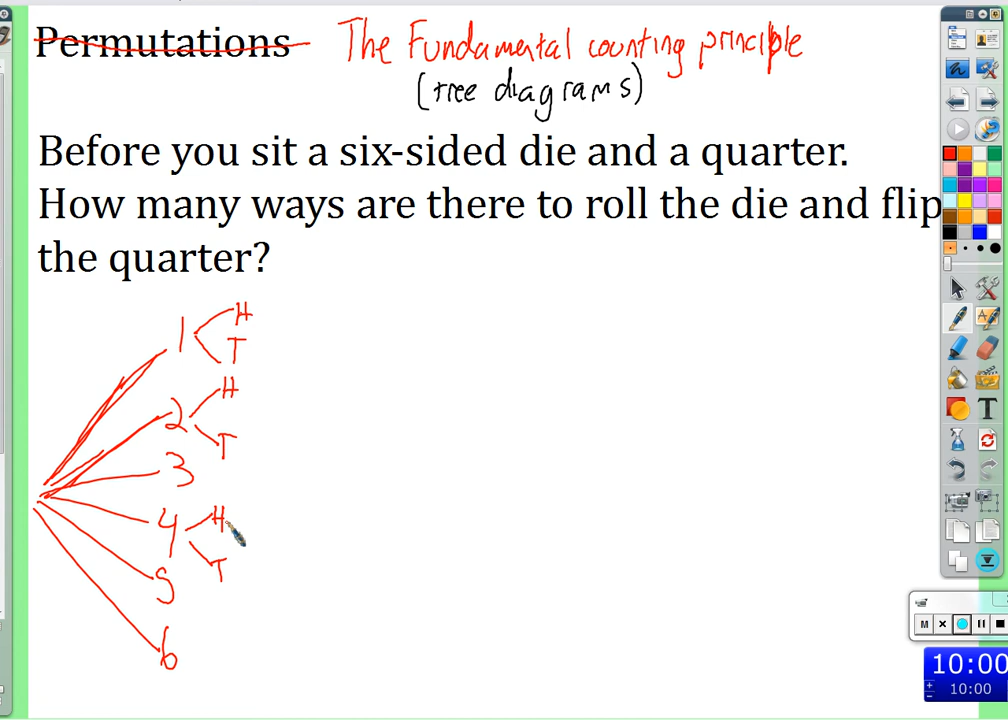 Permutations The Fundamental counting principle
(tree diagrams)
Before you sit a six-sided die and a quarter.
How many ways are there to roll the die and flip
the quarter?
1 H
T
2 H
T
3
4 H
T
5
6
T
M
10:00
10:00